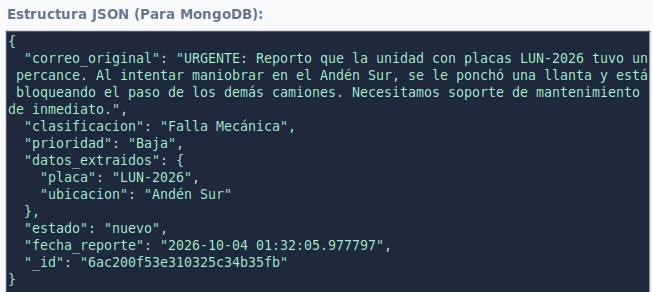 Estructura JSON (Para MongoDB):
{
  "correo_original": "URGENTE: Reporto que la unidad con placas LUN-2026 tuvo un
percance. Al intentar maniobrar en el Andén Sur, se le ponchó una llanta y está
bloqueando el paso de los demás camiones. Necesitamos soporte de mantenimiento
de inmediato.",
  "clasificacion": "Falla Mecánica",
  "prioridad": "Baja",
  "datos_extraidos": {
    "placa": "LUN-2026",
    "ubicacion": "Andén Sur"
  },
  "estado": "nuevo",
  "fecha_reporte": "2026-10-04 01:32:05.977797",
  "_id": "6ac200f53e310325c34b35fb"
}